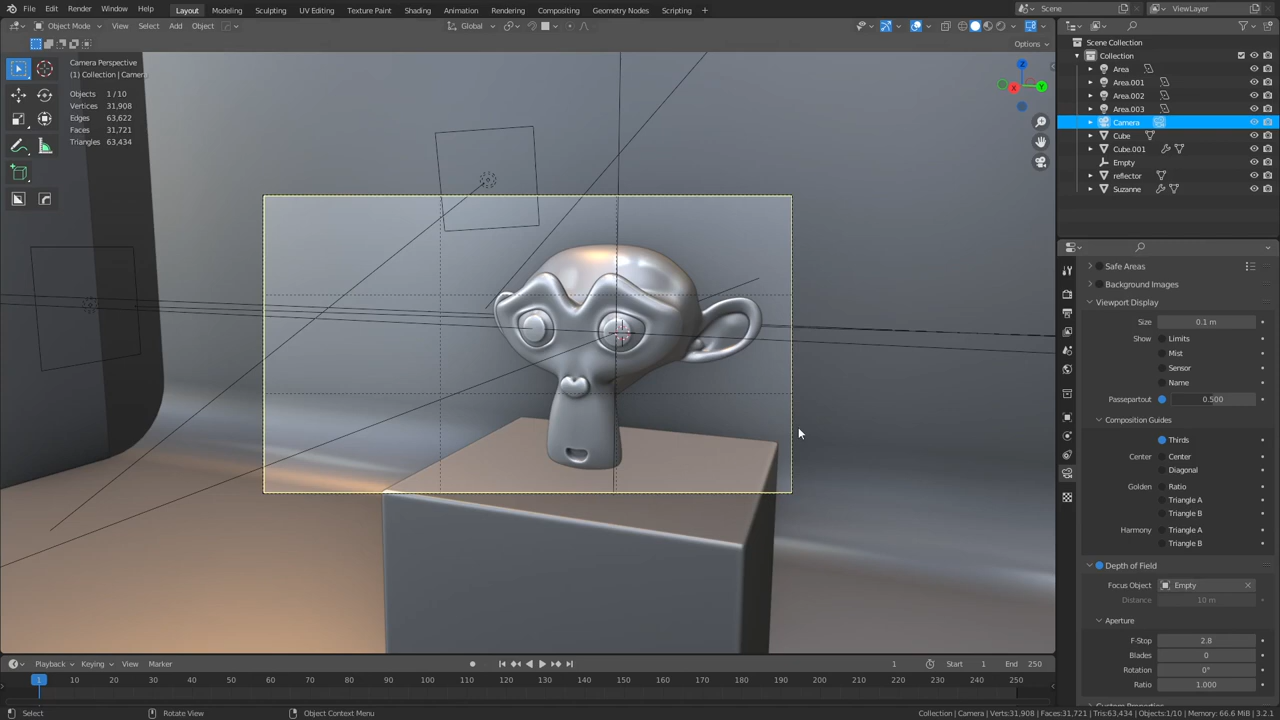 File Edit Render Window Help Layout Modeling Sculpting UV Editing Texture Paint Shading Animation Rendering Compositing Geometry Nodes Scripting + Scene ViewLayer
Object Mode View Select Add Object Global
Options
Camera Perspective
(1) Collection | Camera
Objects 1/10
Vertices 31,908
Edges 63,622
Faces 31,721
Triangles 63,434
Z
X
Y
Scene Collection
Collection
Area
Area.001
Area.002
Area.003
Camera
Cube
Cube.001
Empty
reflector
Suzanne
Safe Areas
Background Images
Viewport Display
Size 0.1 m
Show Limits
Mist
Sensor
Name
Passepartout 0.500
Composition Guides
Thirds
Center Center
Diagonal
Golden Ratio
Triangle A
Triangle B
Harmony Triangle A
Triangle B
Depth of Field
Focus Object Empty
Distance 10 m
Aperture
F-Stop 2.8
Blades 0
Rotation 0°
Ratio 1.000
Playback Keying View Marker 1 Start 1 End 250
1 10 20 30 40 50 60 70 80 90 100 110 120 130 140 150 160 170 180 190 200 210 220 230 240 250
Select Rotate View Object Context Menu Collection | Camera | Verts:31,908 | Faces:31,721 | Tris:63,434 | Objects:1/10 | Memory: 66.6 MiB | 3.2.1